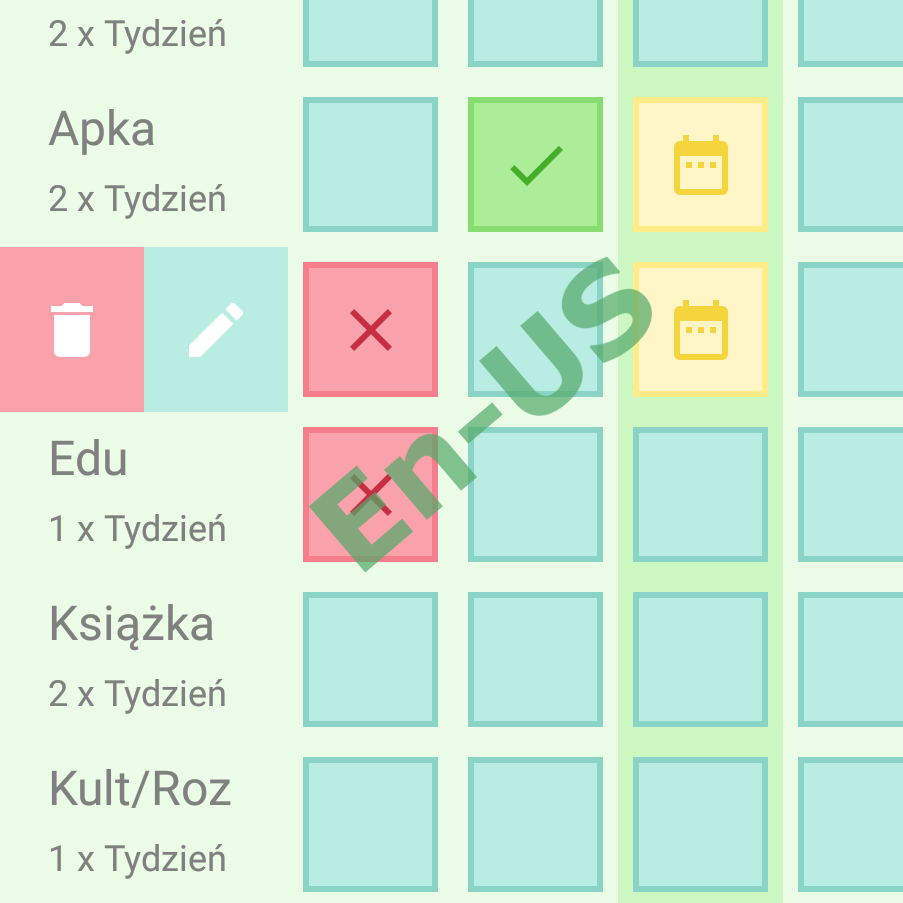 2 x Tydzień
Apka
2 x Tydzień
En-US
Edu
1 x Tydzień
Książka
2 x Tydzień
Kult/Roz
1 x Tydzień